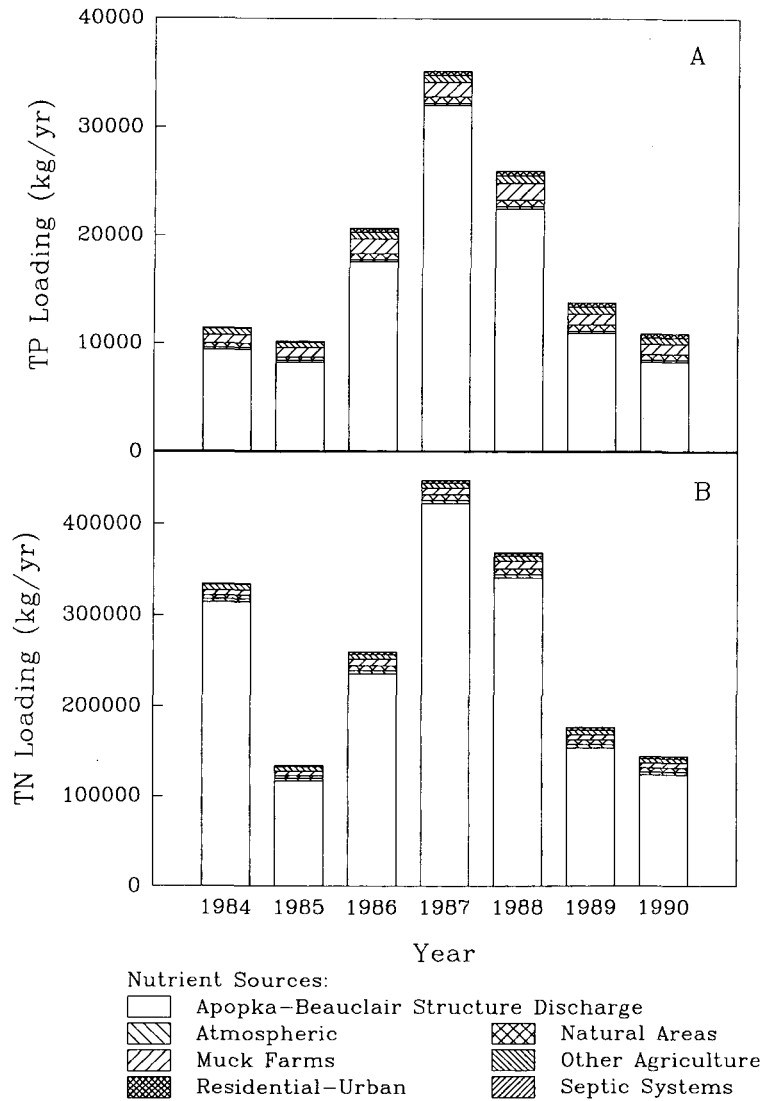 40000
A
30000
TP Loading (kg/yr)
20000
10000
0
B
400000
TN Loading (kg/yr)
300000
200000
100000
0
1984 1985 1986 1987 1988 1989 1990
Year
Nutrient Sources:
Apopka-Beauclair Structure Discharge
Atmospheric Natural Areas
Muck Farms Other Agriculture
Residential-Urban Septic Systems